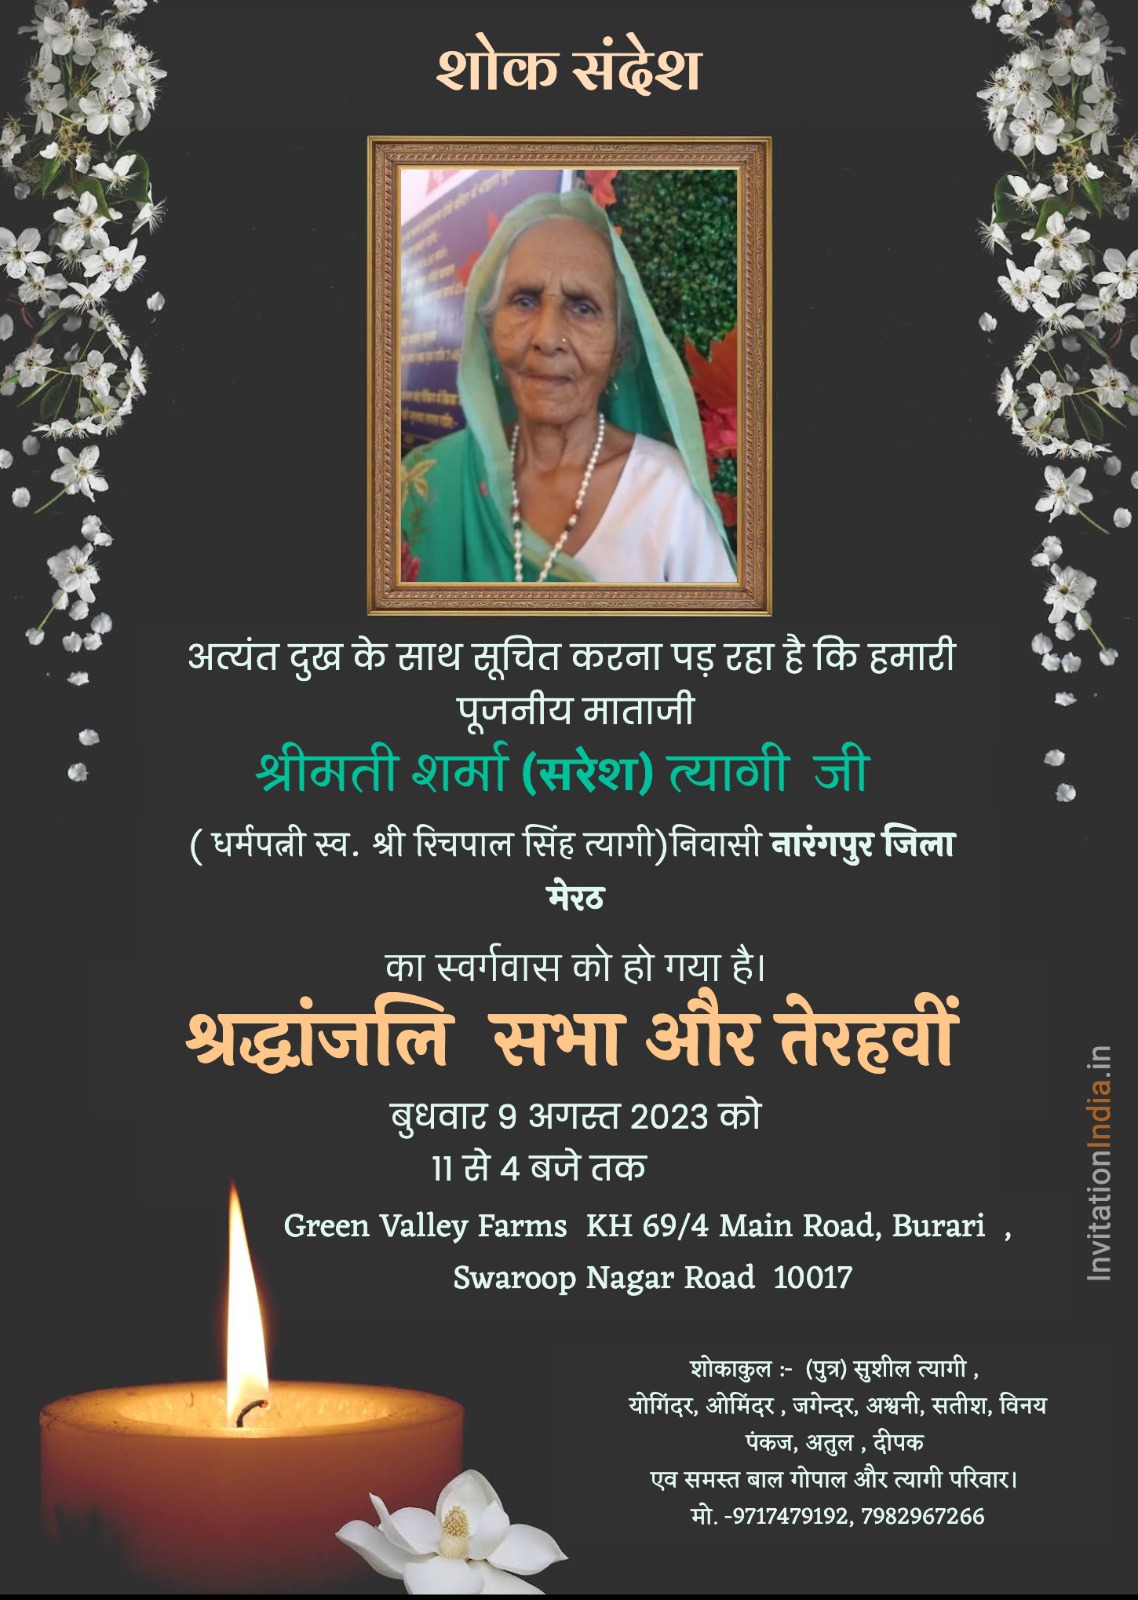 शोक संदेश
अत्यंत दुख के साथ सूचित करना पड़ रहा है कि हमारी
पूजनीय माताजी
श्रीमती शर्मा (सरेश) त्यागी जी
( धर्मपत्नी स्व. श्री रिचपाल सिंह त्यागी)निवासी नारंगपुर जिला
मेरठ
का स्वर्गवास को हो गया है।
श्रद्धांजलि सभा और तेरहवीं
बुधवार 9 अगस्त 2023 को
11 से 4 बजे तक
Green Valley Farms KH 69/4 Main Road, Burari ,
Swaroop Nagar Road 10017
शोकाकुल :- (पुत्र) सुशील त्यागी ,
योगिंदर, ओमिंदर , जगेन्दर, अश्वनी, सतीश, विनय
पंकज, अतुल , दीपक
एव समस्त बाल गोपाल और त्यागी परिवार।
मो. -9717479192, 7982967266
InvitationIndia.in